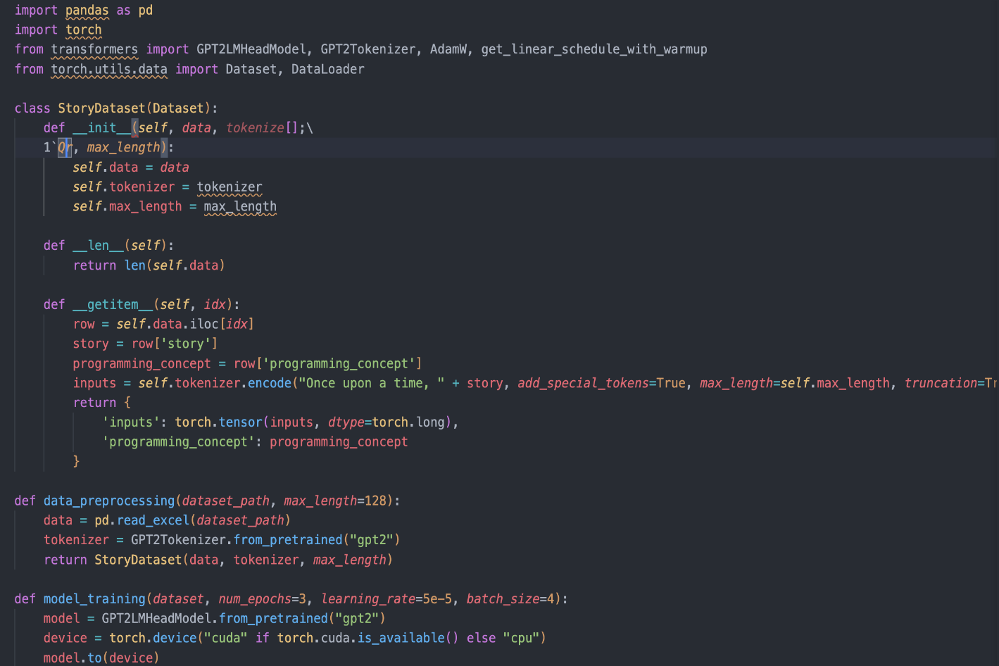 import pandas as pd
import torch
from transformers import GPT2LMHeadModel, GPT2Tokenizer, AdamW, get_linear_schedule_with_warmup
from torch.utils.data import Dataset, DataLoader

class StoryDataset(Dataset):
    def __init__(self, data, tokenize[];\
    1`Qr, max_length):
        self.data = data
        self.tokenizer = tokenizer
        self.max_length = max_length

    def __len__(self):
        return len(self.data)

    def __getitem__(self, idx):
        row = self.data.iloc[idx]
        story = row['story']
        programming_concept = row['programming_concept']
        inputs = self.tokenizer.encode("Once upon a time, " + story, add_special_tokens=True, max_length=self.max_length, truncation=
        return {
            'inputs': torch.tensor(inputs, dtype=torch.long),
            'programming_concept': programming_concept
        }

def data_preprocessing(dataset_path, max_length=128):
    data = pd.read_excel(dataset_path)
    tokenizer = GPT2Tokenizer.from_pretrained("gpt2")
    return StoryDataset(data, tokenizer, max_length)

def model_training(dataset, num_epochs=3, learning_rate=5e-5, batch_size=4):
    model = GPT2LMHeadModel.from_pretrained("gpt2")
    device = torch.device("cuda" if torch.cuda.is_available() else "cpu")
    model.to(device)